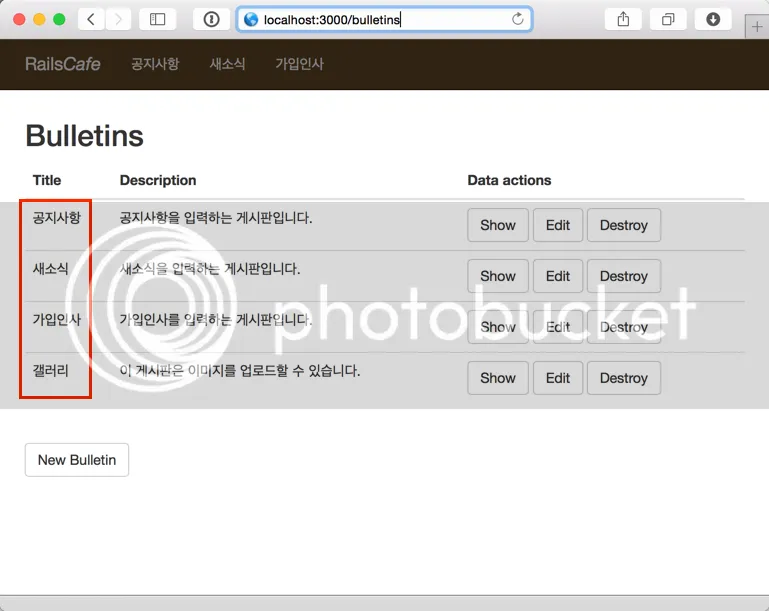 localhost:3000/bulletins
RailsCafe 공지사항 새소식 가입인사
Bulletins
Title Description Data actions
공지사항 공지사항을 입력하는 게시판입니다. Show Edit Destroy
새소식 새소식을 입력하는 게시판입니다. Show Edit Destroy
가입인사 가입인사를 입력하는 게시판입니다. Show Edit Destroy
갤러리 이 게시판은 이미지를 업로드할 수 있습니다. Show Edit Destroy
photobucket
New Bulletin